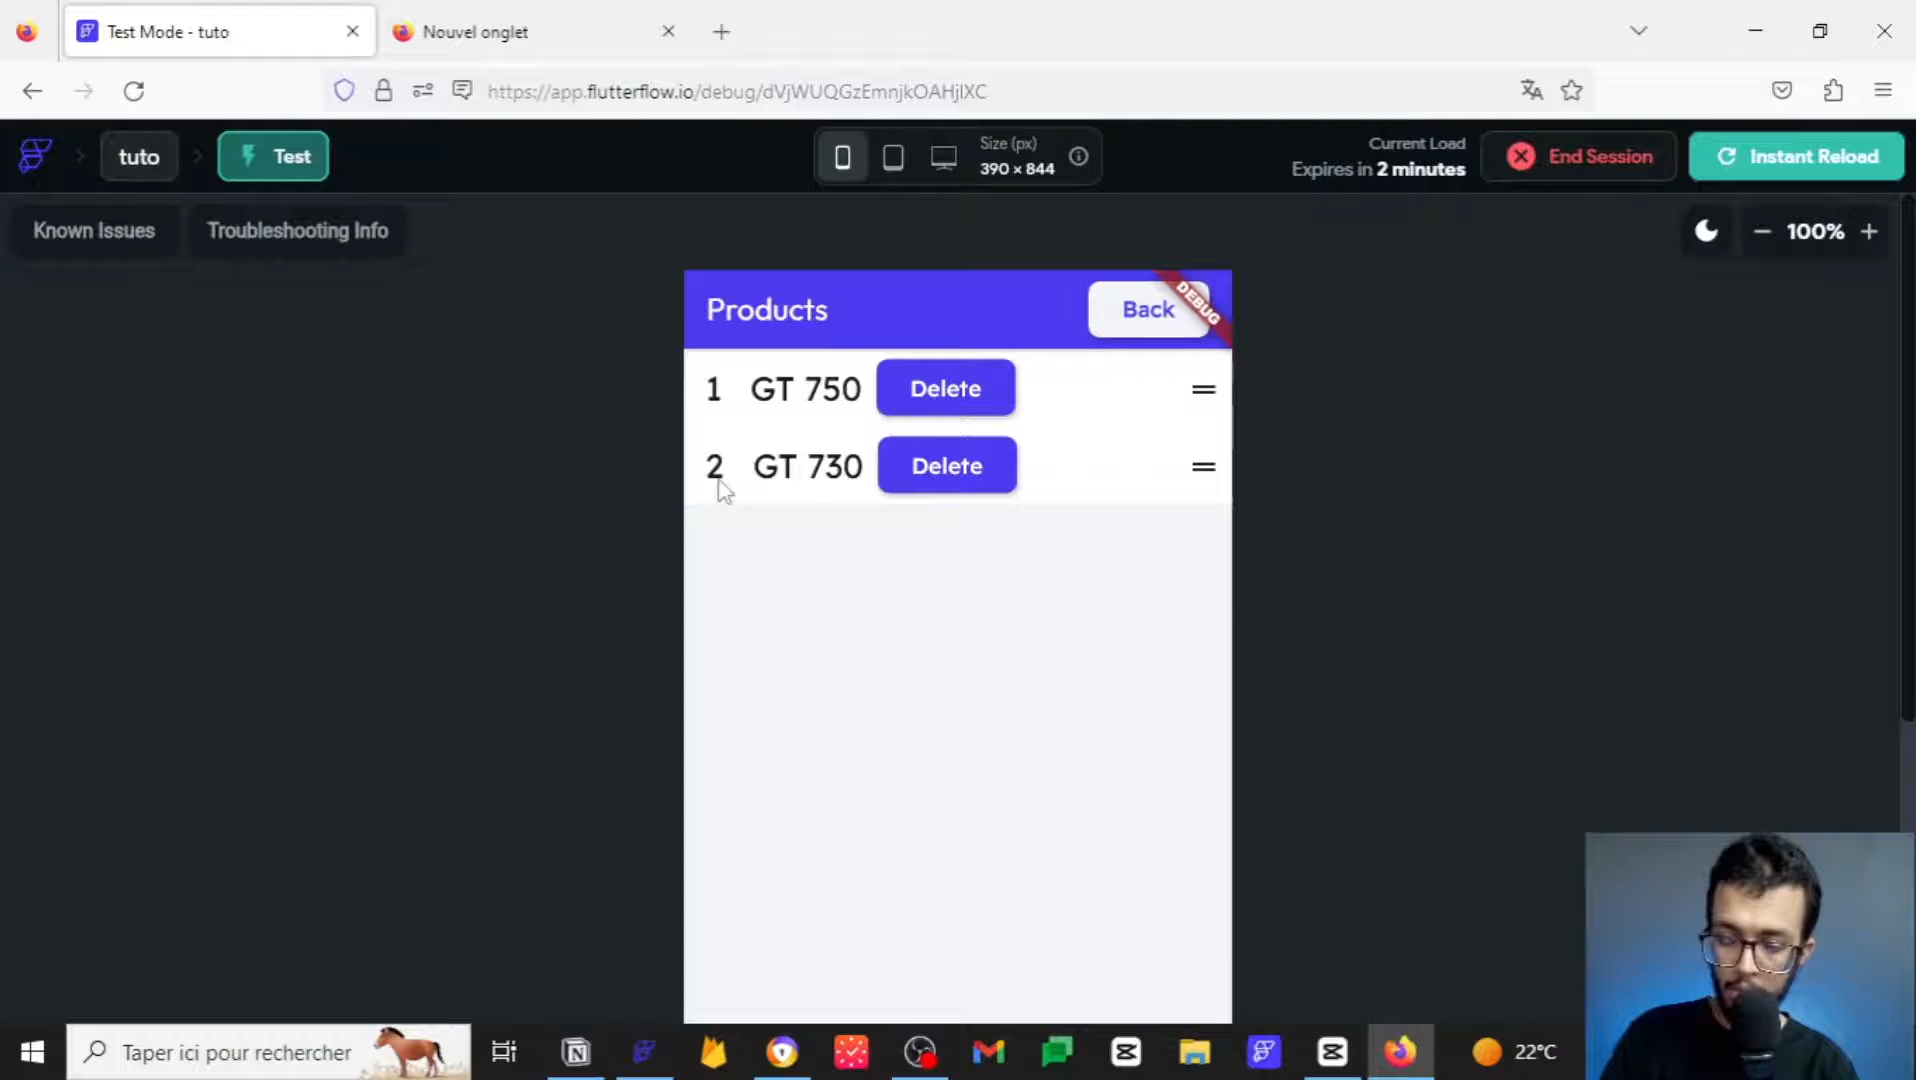 Test Mode - tuto
Nouvel onglet
https://app.flutterflow.io/debug/dVjWUQGzEmnjkOAHjlXC
tuto
Test
Size (px)
390 × 844
Current Load
Expires in 2 minutes
End Session
Instant Reload
Known Issues
Troubleshooting Info
100%
Products
Back
DEBUG
1 GT 750 Delete
2 GT 730 Delete
Taper ici pour rechercher
22°C